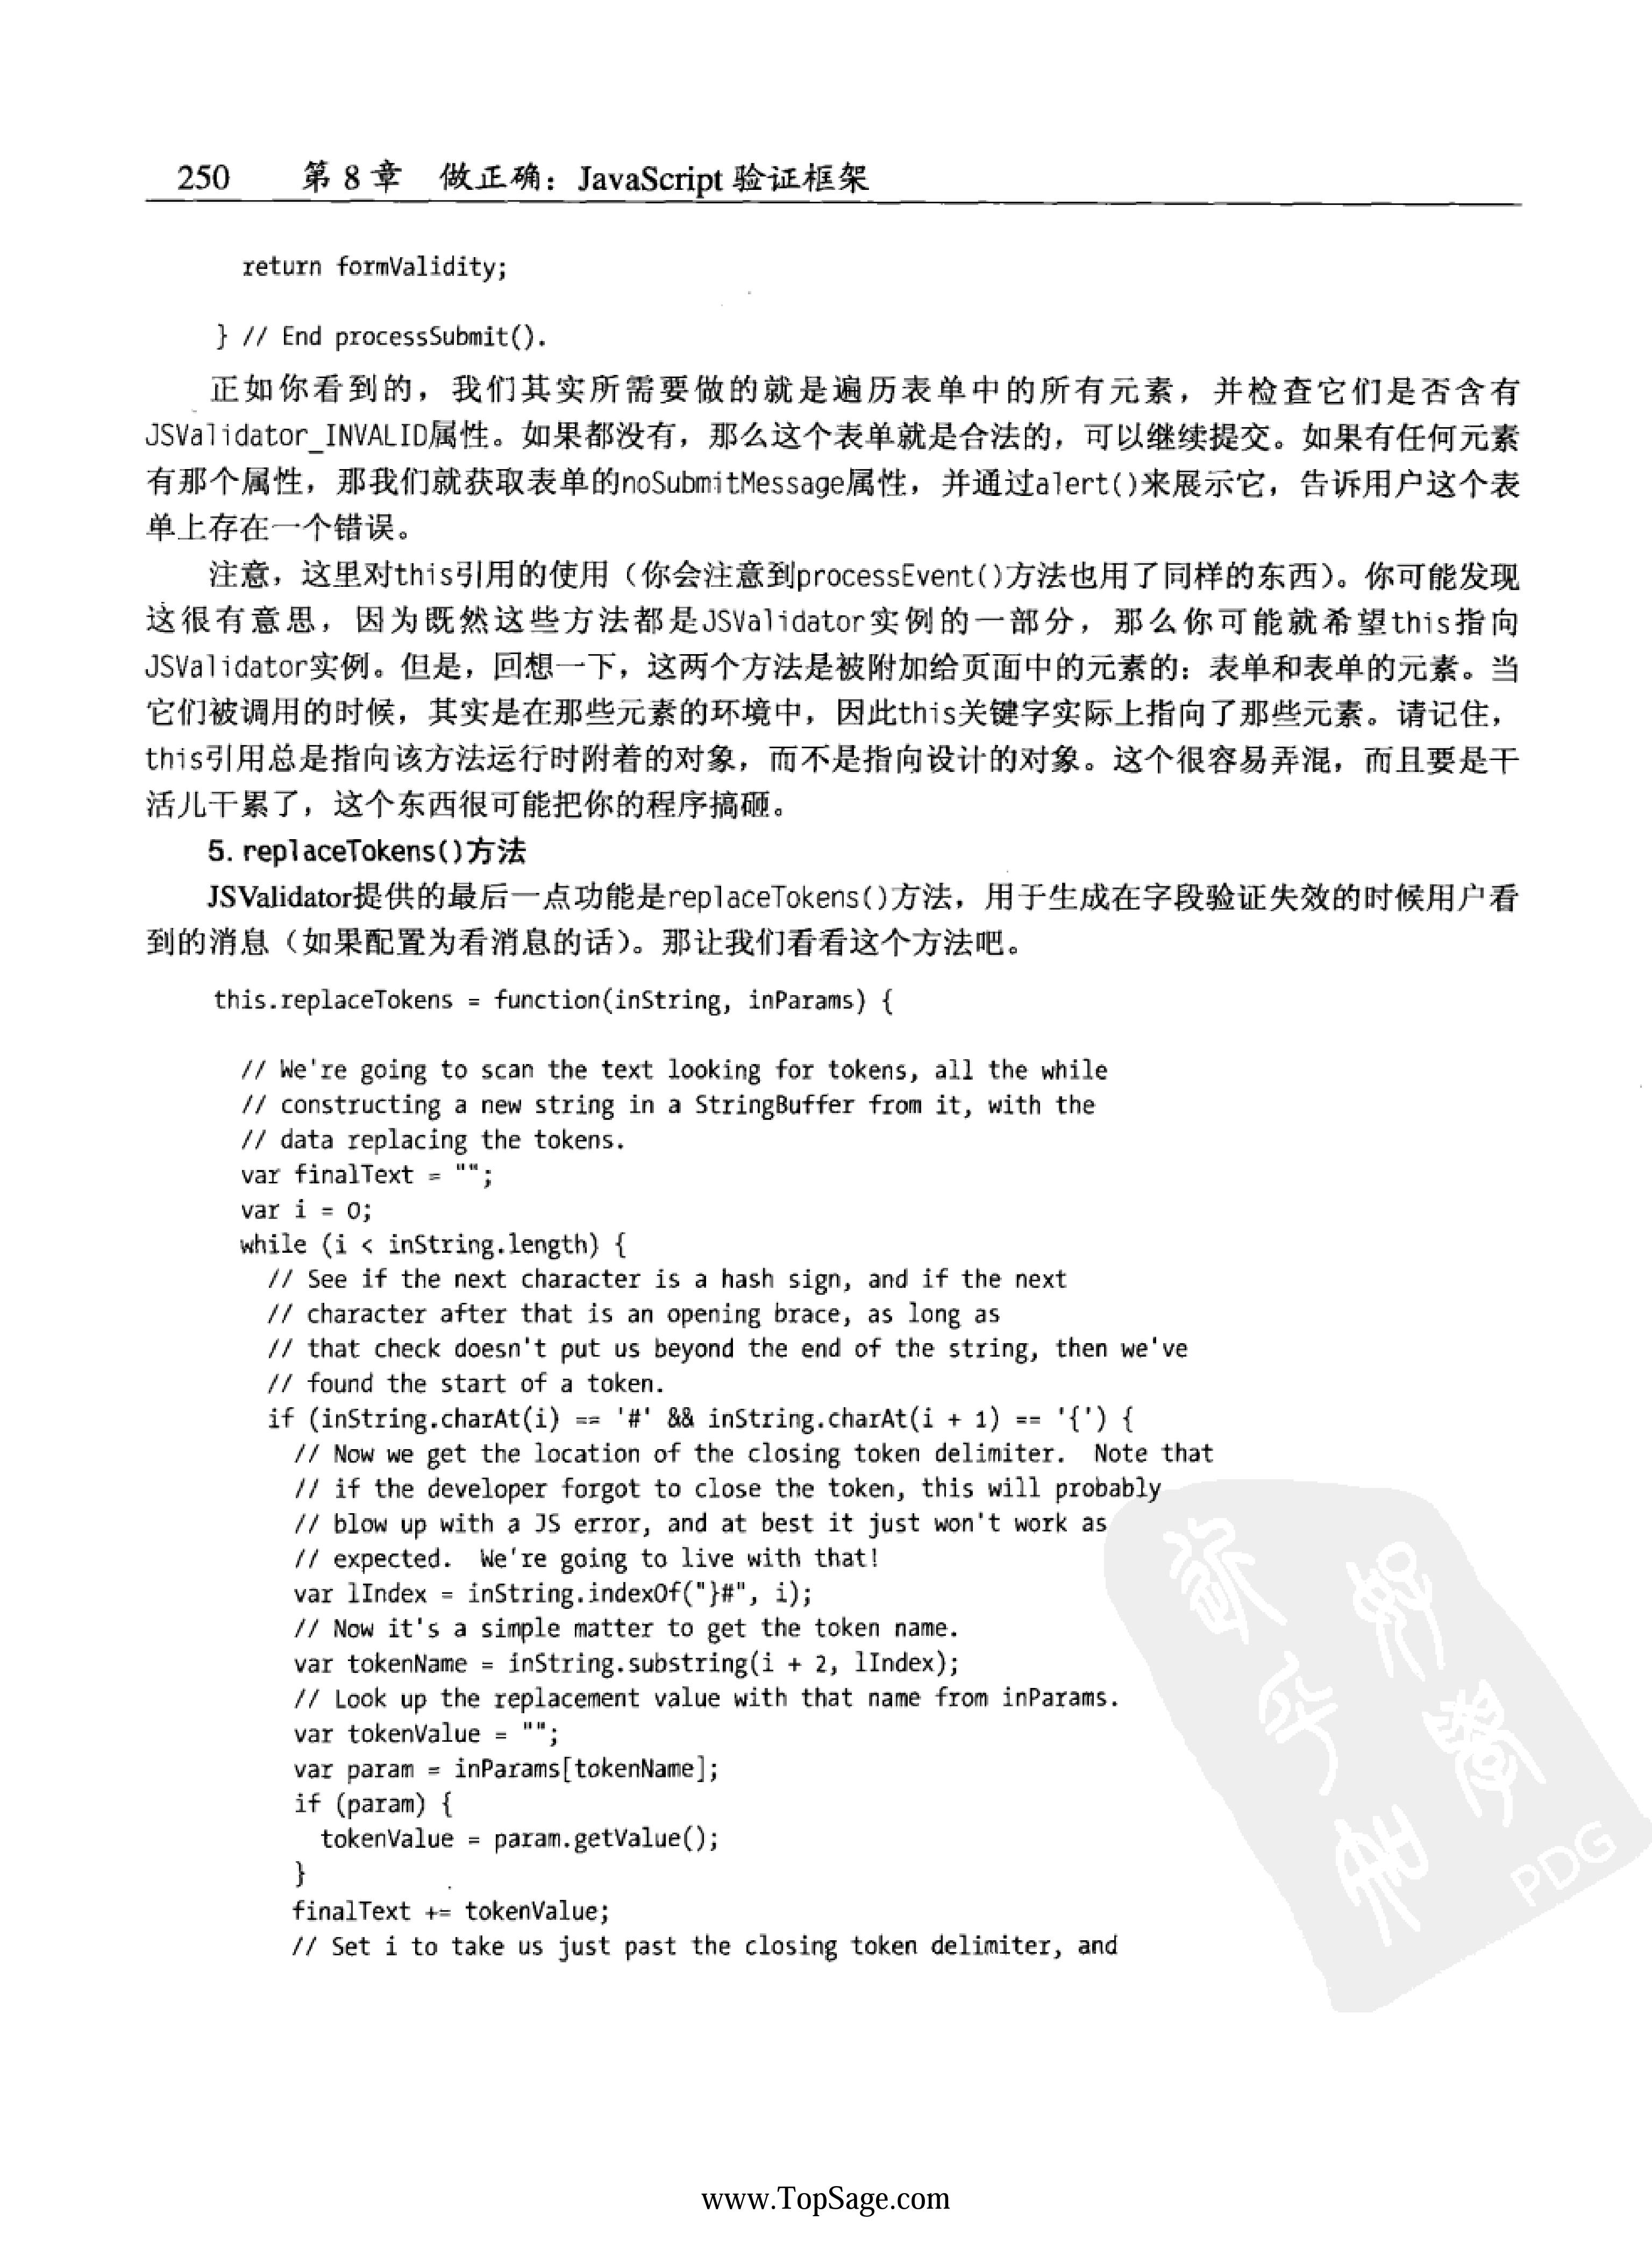 250 第 8 章 做正确：JavaScript 验证框架
return formValidity;
} // End processSubmit().
正如你看到的，我们其实所需要做的就是遍历表单中的所有元素，并检查它们是否含有
JSValidator_INVALID属性。如果都没有，那么这个表单就是合法的，可以继续提交。如果有任何元素
有那个属性，那我们就获取表单的noSubmitMessage属性，并通过alert()来展示它，告诉用户这个表
单上存在一个错误。
注意，这里对this引用的使用（你会注意到processEvent()方法也用了同样的东西）。你可能发现
这很有意思，因为既然这些方法都是JSValidator实例的一部分，那么你可能就希望this指向
JSValidator实例。但是，回想一下，这两个方法是被附加给页面中的元素的：表单和表单的元素。当
它们被调用的时候，其实是在那些元素的环境中，因此this关键字实际上指向了那些元素。请记住，
this引用总是指向该方法运行时附着的对象，而不是指向设计的对象。这个很容易弄混，而且要是干
活儿干累了，这个东西很可能把你的程序搞砸。
5. replaceTokens()方法
JSValidator提供的最后一点功能是replaceTokens()方法，用于生成在字段验证失效的时候用户看
到的消息（如果配置为看消息的话）。那让我们看看这个方法吧。
this.replaceTokens = function(inString, inParams) {
// We're going to scan the text looking for tokens, all the while
// constructing a new string in a StringBuffer from it, with the
// data replacing the tokens.
var finalText = "";
var i = 0;
while (i < inString.length) {
// See if the next character is a hash sign, and if the next
// character after that is an opening brace, as long as
// that check doesn't put us beyond the end of the string, then we've
// found the start of a token.
if (inString.charAt(i) == '#' && inString.charAt(i + 1) == '{') {
// Now we get the location of the closing token delimiter.  Note that
// if the developer forgot to close the token, this will probably
// blow up with a JS error, and at best it just won't work as
// expected.  We're going to live with that!
var lIndex = inString.indexOf("}#", i);
// Now it's a simple matter to get the token name.
var tokenName = inString.substring(i + 2, lIndex);
// Look up the replacement value with that name from inParams.
var tokenValue = "";
var param = inParams[tokenName];
if (param) {
tokenValue = param.getValue();
}
finalText += tokenValue;
// Set i to take us just past the closing token delimiter, and
PDG
www.TopSage.com